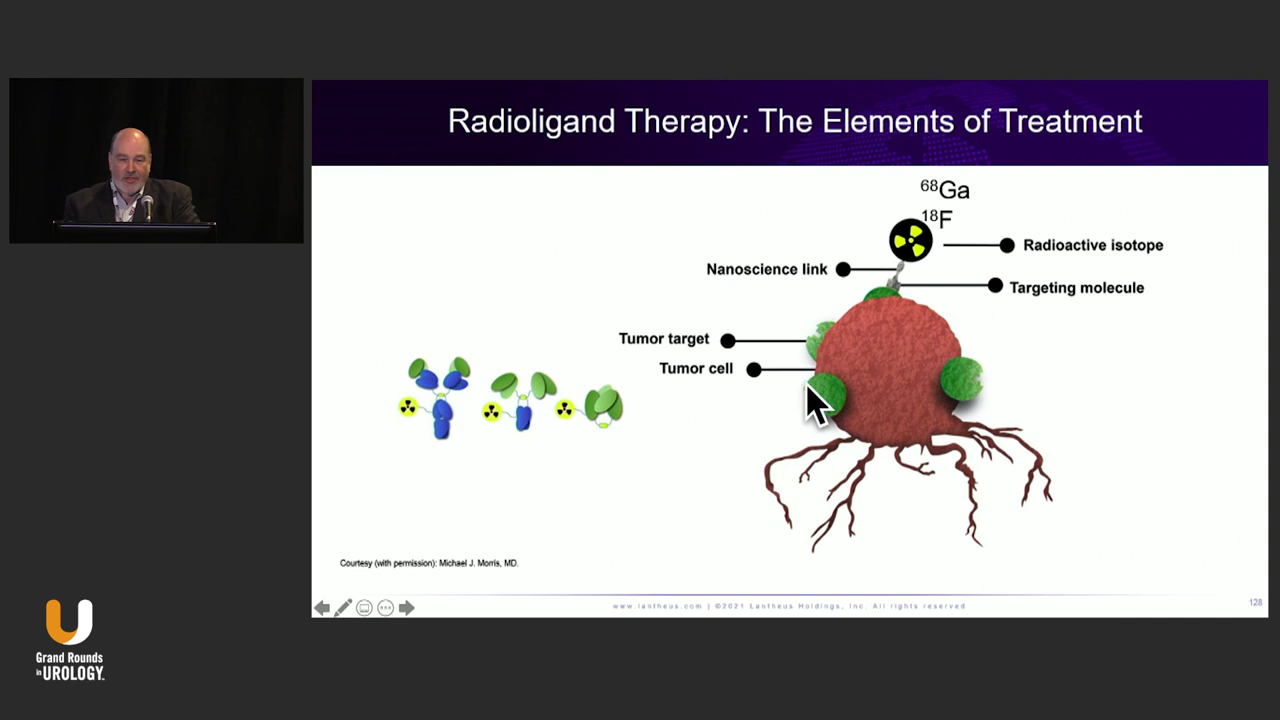 Radioligand Therapy: The Elements of Treatment
68Ga
18F
Radioactive isotope
Nanoscience link
Targeting molecule
Tumor target
Tumor cell
Courtesy (with permission): Michael J. Morris, MD.
www.lantheus.com | ©2021 Lantheus Holdings, Inc. All rights reserved
128
Grand Rounds
in UROLOGY